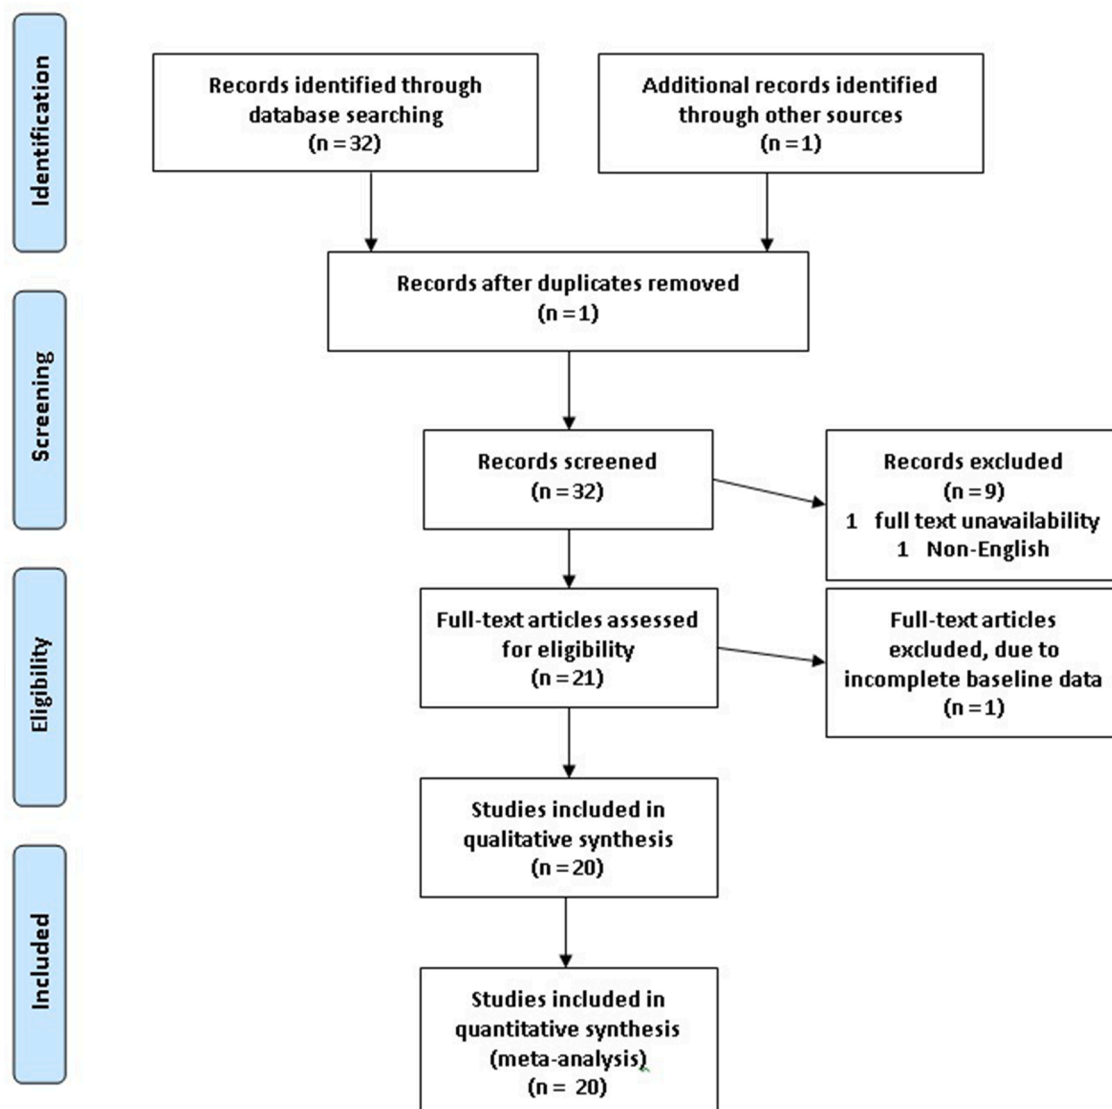 Identification
Records identified through
database searching
(n = 32)
Additional records identified
through other sources
(n = 1)
Records after duplicates removed
(n = 1)
Screening
Records screened
(n = 32)
Records excluded
(n = 9)
1 full text unavailability
1 Non-English
Eligibility
Full-text articles assessed
for eligibility
(n = 21)
Full-text articles
excluded, due to
incomplete baseline data
(n = 1)
Studies included in
qualitative synthesis
(n = 20)
Included
Studies included in
quantitative synthesis
(meta-analysis)
(n = 20)